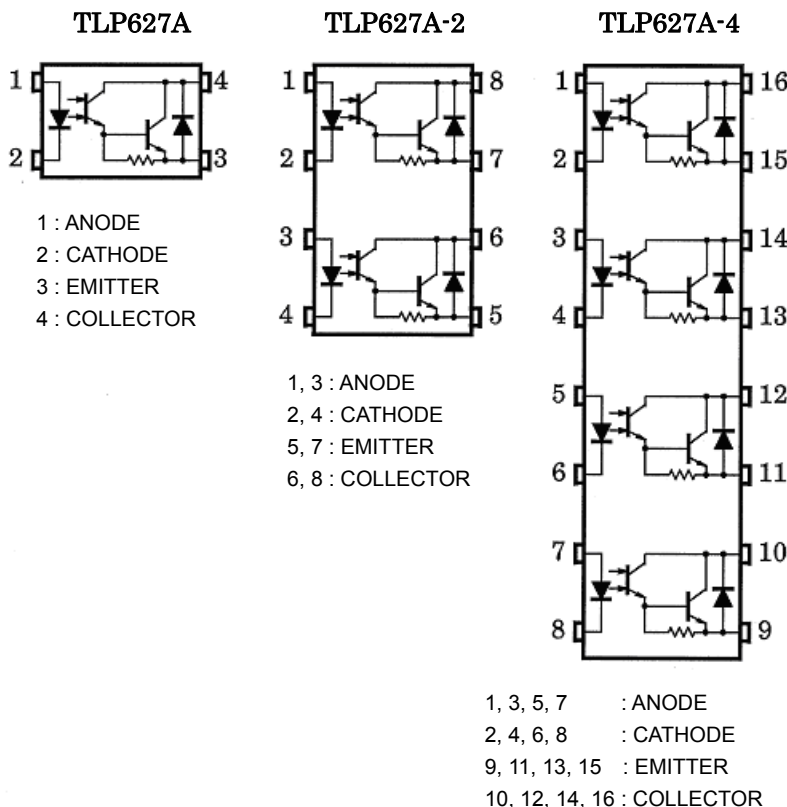 TLP627A
1
4
2
3
1 : ANODE
2 : CATHODE
3 : EMITTER
4 : COLLECTOR
TLP627A-2
1
8
2
7
3
6
4
5
1, 3 : ANODE
2, 4 : CATHODE
5, 7 : EMITTER
6, 8 : COLLECTOR
TLP627A-4
1
16
2
15
3
14
4
13
5
12
6
11
7
10
8
9
1, 3, 5, 7 : ANODE
2, 4, 6, 8 : CATHODE
9, 11, 13, 15 : EMITTER
10, 12, 14, 16 : COLLECTOR